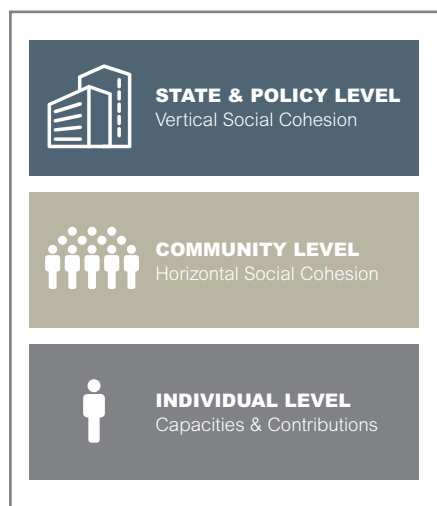 STATE & POLICY LEVEL
Vertical Social Cohesion
COMMUNITY LEVEL
Horizontal Social Cohesion
INDIVIDUAL LEVEL
Capacities & Contributions